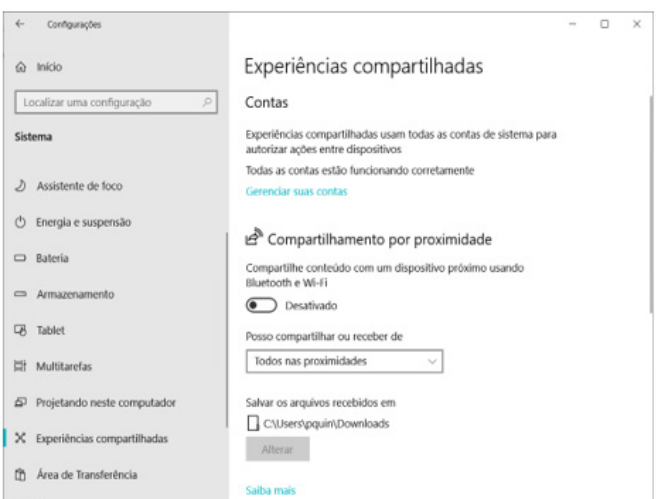 Configurações
Início
Localizar uma configuração
Sistema
Assistente de foco
Energia e suspensão
Bateria
Armazenamento
Tablet
Multitarefas
Projetando neste computador
Experiências compartilhadas
Área de Transferência
Experiências compartilhadas
Contas
Experiências compartilhadas usam todas as contas de sistema para
autorizar ações entre dispositivos
Todas as contas estão funcionando corretamente
Gerenciar suas contas
Compartilhamento por proximidade
Compartilhe conteúdo com um dispositivo próximo usando
Bluetooth e Wi-Fi
Desativado
Posso compartilhar ou receber de
Todos nas proximidades
Salvar os arquivos recebidos em
C:\Users\pquin\Downloads
Alterar
Saiba mais